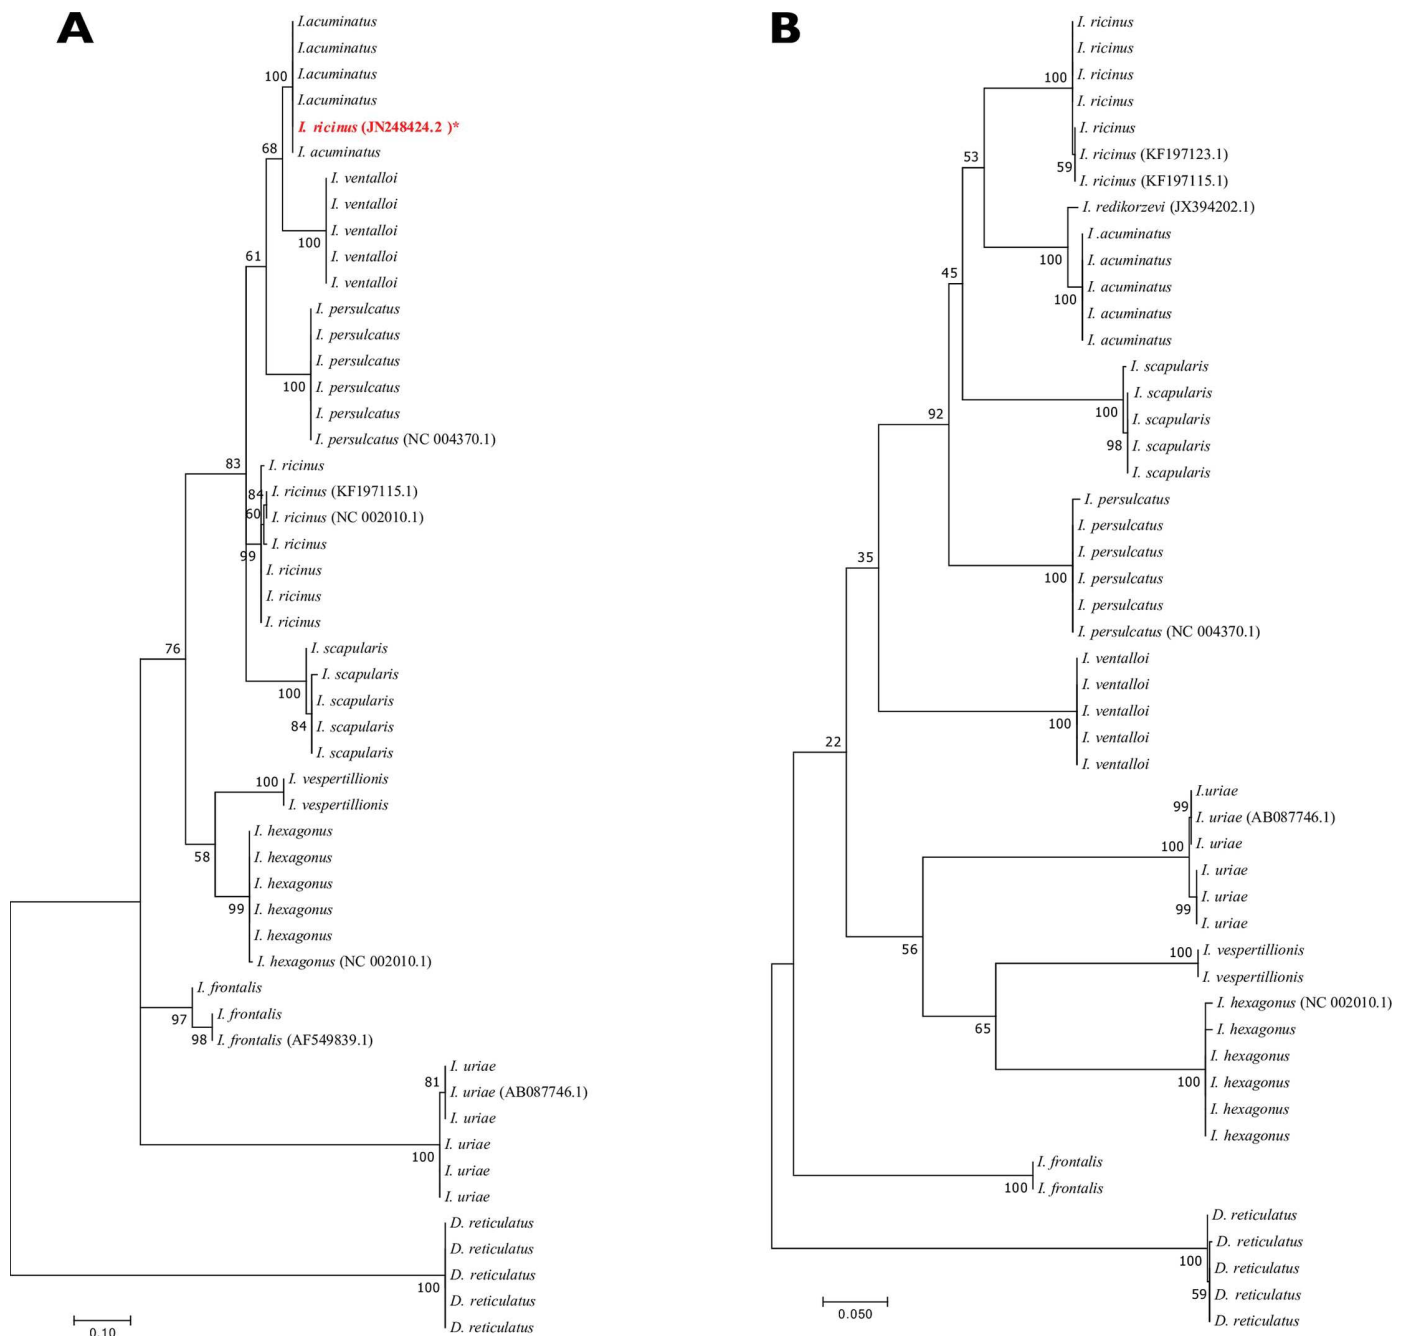 A
I.acuminatus
I.acuminatus
I.acuminatus
I.acuminatus
I. ricinus (JN248424.2 )*
I. acuminatus
I. ventalloi
I. ventalloi
I. ventalloi
I. ventalloi
I. ventalloi
I. persulcatus
I. persulcatus
I. persulcatus
I. persulcatus
I. persulcatus
I. persulcatus (NC 004370.1)
I. ricinus
I. ricinus (KF197115.1)
I. ricinus (NC 002010.1)
I. ricinus
I. ricinus
I. ricinus
I. ricinus
I. scapularis
I. scapularis
I. scapularis
I. scapularis
I. scapularis
I. vespertillionis
I. vespertillionis
I. hexagonus
I. hexagonus
I. hexagonus
I. hexagonus
I. hexagonus
I. hexagonus (NC 002010.1)
I. frontalis
I. frontalis
I. frontalis (AF549839.1)
I. uriae
I. uriae (AB087746.1)
I. uriae
I. uriae
I. uriae
I. uriae
D. reticulatus
D. reticulatus
D. reticulatus
D. reticulatus
D. reticulatus
100
68
100
61
100
83
84
60
99
76
100
84
100
58
99
97
98
81
100
100
0.10
B
I. ricinus
I. ricinus
I. ricinus
I. ricinus
I. ricinus
I. ricinus (KF197123.1)
I. ricinus (KF197115.1)
I. redikorzevi (JX394202.1)
I .acuminatus
I. acuminatus
I. acuminatus
I. acuminatus
I. acuminatus
I. scapularis
I. scapularis
I. scapularis
I. scapularis
I. scapularis
I. persulcatus
I. persulcatus
I. persulcatus
I. persulcatus
I. persulcatus
I. persulcatus (NC 004370.1)
I. ventalloi
I. ventalloi
I. ventalloi
I. ventalloi
I. ventalloi
I.uriae
I. uriae (AB087746.1)
I. uriae
I. uriae
I. uriae
I. uriae
I. vespertillionis
I. vespertillionis
I. hexagonus (NC 002010.1)
I. hexagonus
I. hexagonus
I. hexagonus
I. hexagonus
I. hexagonus
I. frontalis
I. frontalis
D. reticulatus
D. reticulatus
D. reticulatus
D. reticulatus
D. reticulatus
100
53
59
100
45
100
92
100
98
35
100
100
22
99
100
99
56
100
65
100
100
100
59
0.050